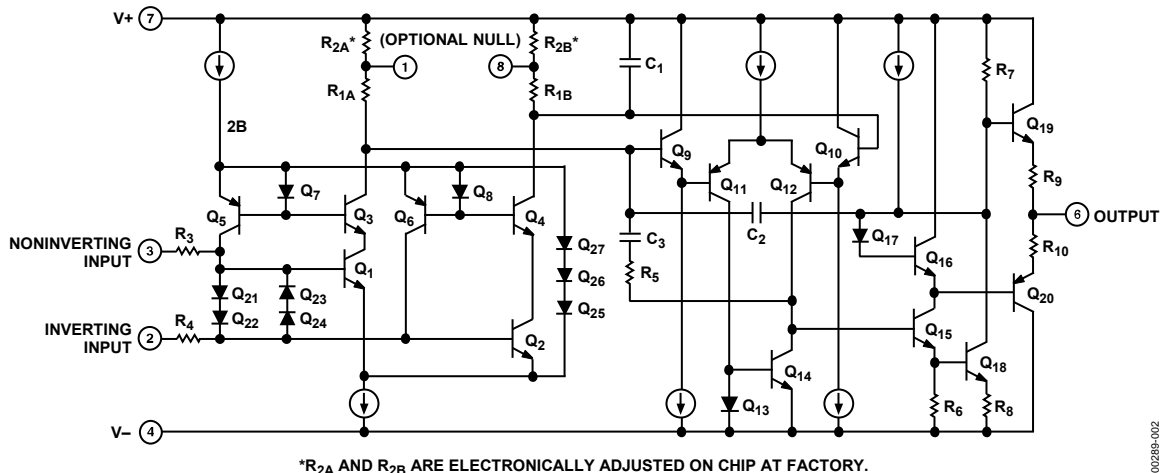 V+ 7
R2A* (OPTIONAL NULL) R2B*
1 8
R1A R1B C1
R7
2B
Q19
Q9 Q10
Q7 Q8 Q11 Q12
R9
Q5 Q3 Q6 Q4
6 OUTPUT
R3
NONINVERTING INPUT 3
C2
Q17
Q27
C3
Q16
R10
Q1
Q26
R5
Q21 Q23
Q20
Q22 Q24
Q25
R4
INVERTING INPUT 2
Q2
Q15
Q18
Q14
Q13
R6 R8
V– 4
*R2A AND R2B ARE ELECTRONICALLY ADJUSTED ON CHIP AT FACTORY.
00289-002